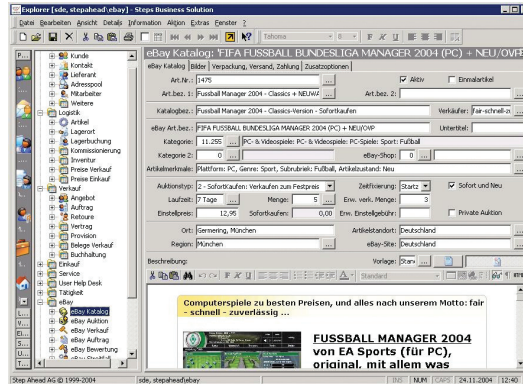 Explorer [sde, stepahead\ebay] - Steps Business Solution
Datei Bearbeiten Ansicht Details Information Aktion Extras Fenster ?
Tahoma 8 F K U
P...
Kunde
Kontakt
Lieferant
Adresspool
Mitarbeiter
Weitere
Logistik
Artikel
Lagerort
Lagerbuchung
Kommissionierung
Inventur
Preise Verkauf
Preise Einkauf
Verkauf
Angebot
Auftrag
Retoure
Vertrag
Provision
Belege Verkauf
Buchhaltung
Einkauf
Service
User Help Desk
Tätigkeit
eBay
eBay Katalog
eBay Auktion
eBay Verkauf
eBay Auftrag
eBay Bewertung
eBay Katalog: 'FIFA FUSSBALL BUNDESLIGA MANAGER 2004 (PC) + NEU/OVP
eBay Katalog Bilder Verpackung, Versand, Zahlung Zusatzoptionen
Art.Nr.: 1475 ... Aktiv Einmalartikel
Art.bez. 1: Fussball Manager 2004 - Classics + NEUWA ... Art.bez. 2:
Katalogbez.: Fussball Manager 2004 - Classics-Version - Sofortkaufen Verkäufer: fair-schnell-z
eBay Art.bez.: FIFA FUSSBALL BUNDESLIGA MANAGER 2004 (PC) + NEU/OVP Untertitel:
Kategorie: 11.255 ... PC- & Videospiele: PC- & Videospiele: PC-Spiele: Sport: Fußball
Kategorie 2: 0 ... eBay-Shop: 0 ...
Artikelmerkmale: Plattform: PC, Genre: Sport, Subrubriek: Fußball, Artikelzustand: Neu
Auktionstyp: 2 - SofortKaufen: Verkaufen zum Festpreis Zeitfixierung: Startz Sofort und Neu
Laufzeit: 7 Tage ... Menge: 5 ... Erw. verk. Menge: 3
Einstellpreis: 12,95 Sofortkaufen: 0,00 Erw. Einstellgebühr: Private Auktion
Ort: Germering, München Artikelstandort: Deutschland ...
Region: München ... eBay-Site: Deutschland ...
Beschreibung: Vorlage: Stan ...
F K U Standard
Computerspiele zu besten Preisen, und alles nach unserem Motto: fair
- schnell - zuverlässig ...
FUSSBALL MANAGER 2004
von EA Sports (für PC),
original, mit allem was
Step Ahead AG © 1999-2004 sde, stepahead\ebay INS NUM CAPS 24.11.2004 12:40